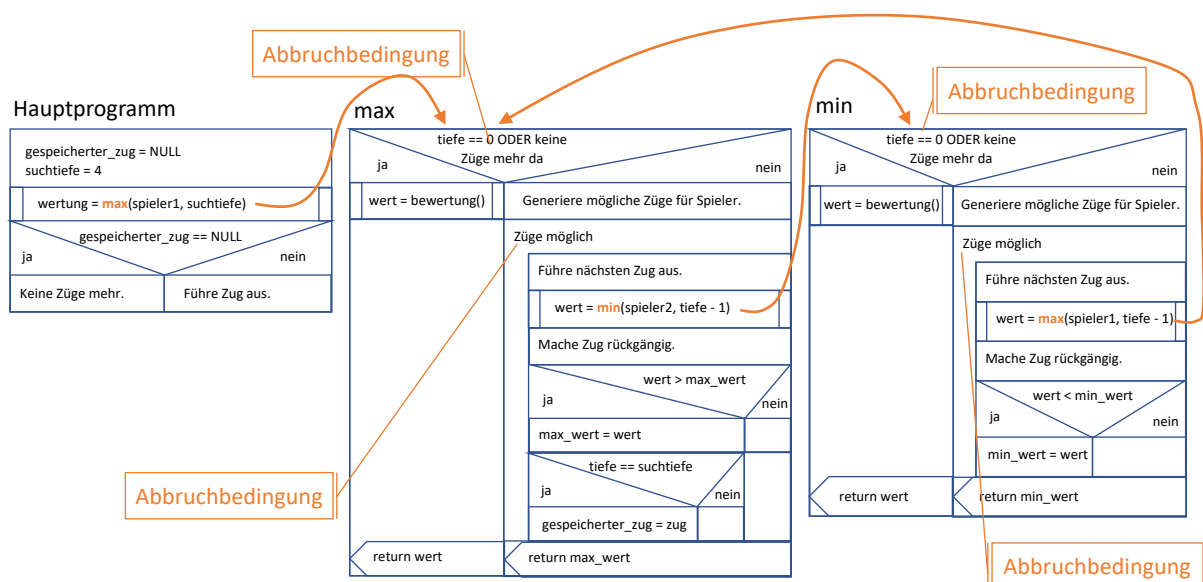 Abbruchbedingung
Hauptprogramm
gespeicherter_zug = NULL
suchtiefe = 4
wertung = max(spieler1, suchtiefe)
gespeicherter_zug == NULL
ja
nein
Keine Züge mehr.
Führe Zug aus.
max
tiefe == 0 ODER keine
Züge mehr da
ja
nein
wert = bewertung()
Generiere mögliche Züge für Spieler.
Züge möglich
Führe nächsten Zug aus.
wert = min(spieler2, tiefe - 1)
Mache Zug rückgängig.
wert > max_wert
ja
nein
max_wert = wert
tiefe == suchtiefe
ja
nein
gespeicherter_zug = zug
return wert
return max_wert
Abbruchbedingung
Abbruchbedingung
min
tiefe == 0 ODER keine
Züge mehr da
ja
nein
wert = bewertung()
Generiere mögliche Züge für Spieler.
Züge möglich
Führe nächsten Zug aus.
wert = max(spieler1, tiefe - 1)
Mache Zug rückgängig.
wert < min_wert
ja
nein
min_wert = wert
return wert
return min_wert
Abbruchbedingung